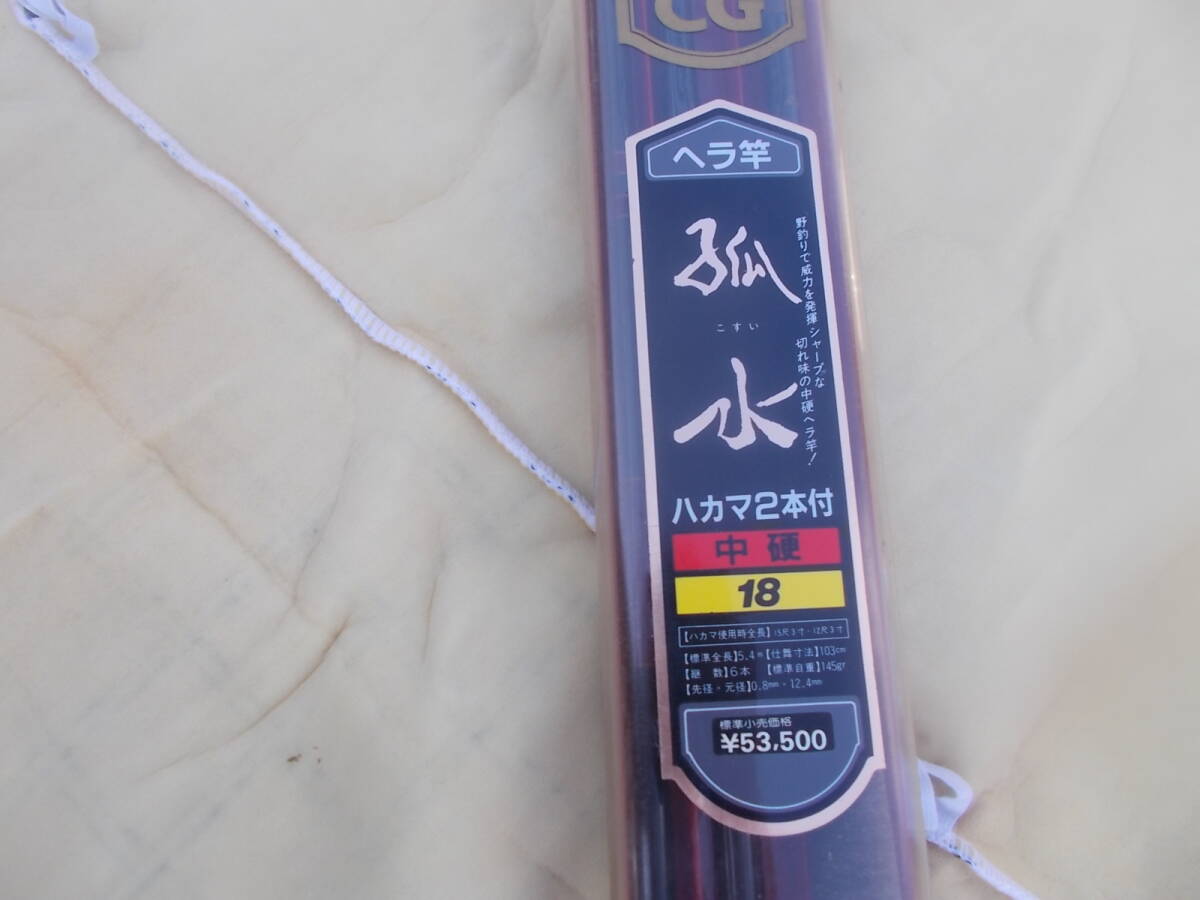 CG
ヘラ竿
孤水
こすい
野釣りで威力を発揮シャープな
切れ味の中硬ヘラ竿!
ハカマ2本付
中硬
18
【ハカマ使用時全長】15尺3寸・12尺3寸
【標準全長】5.4m【仕舞寸法】103cm
【継 数】6本 【標準自重】145gr
【先径・元径】0.8mm・12.4mm
標準小売価格
¥53,500